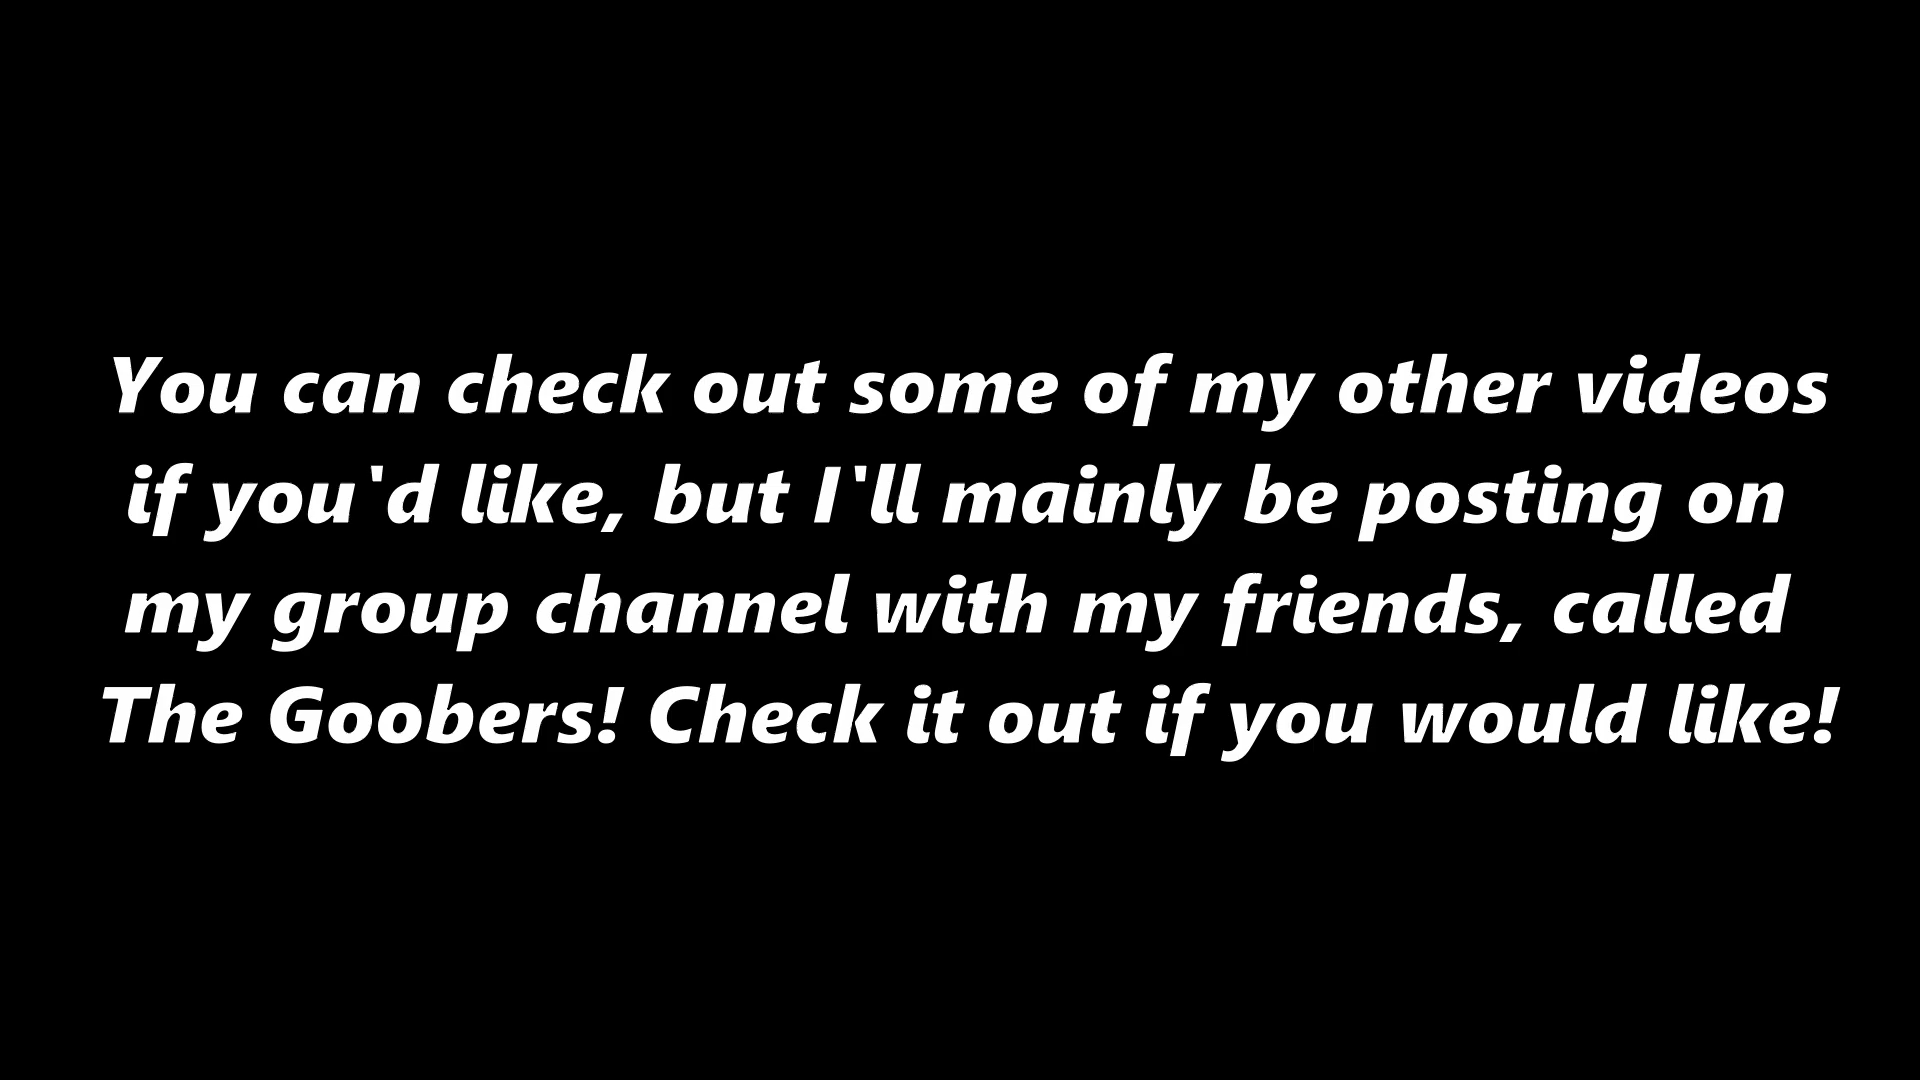 You can check out some of my other videos
if you'd like, but I'll mainly be posting on
my group channel with my friends, called
The Goobers! Check it out if you would like!